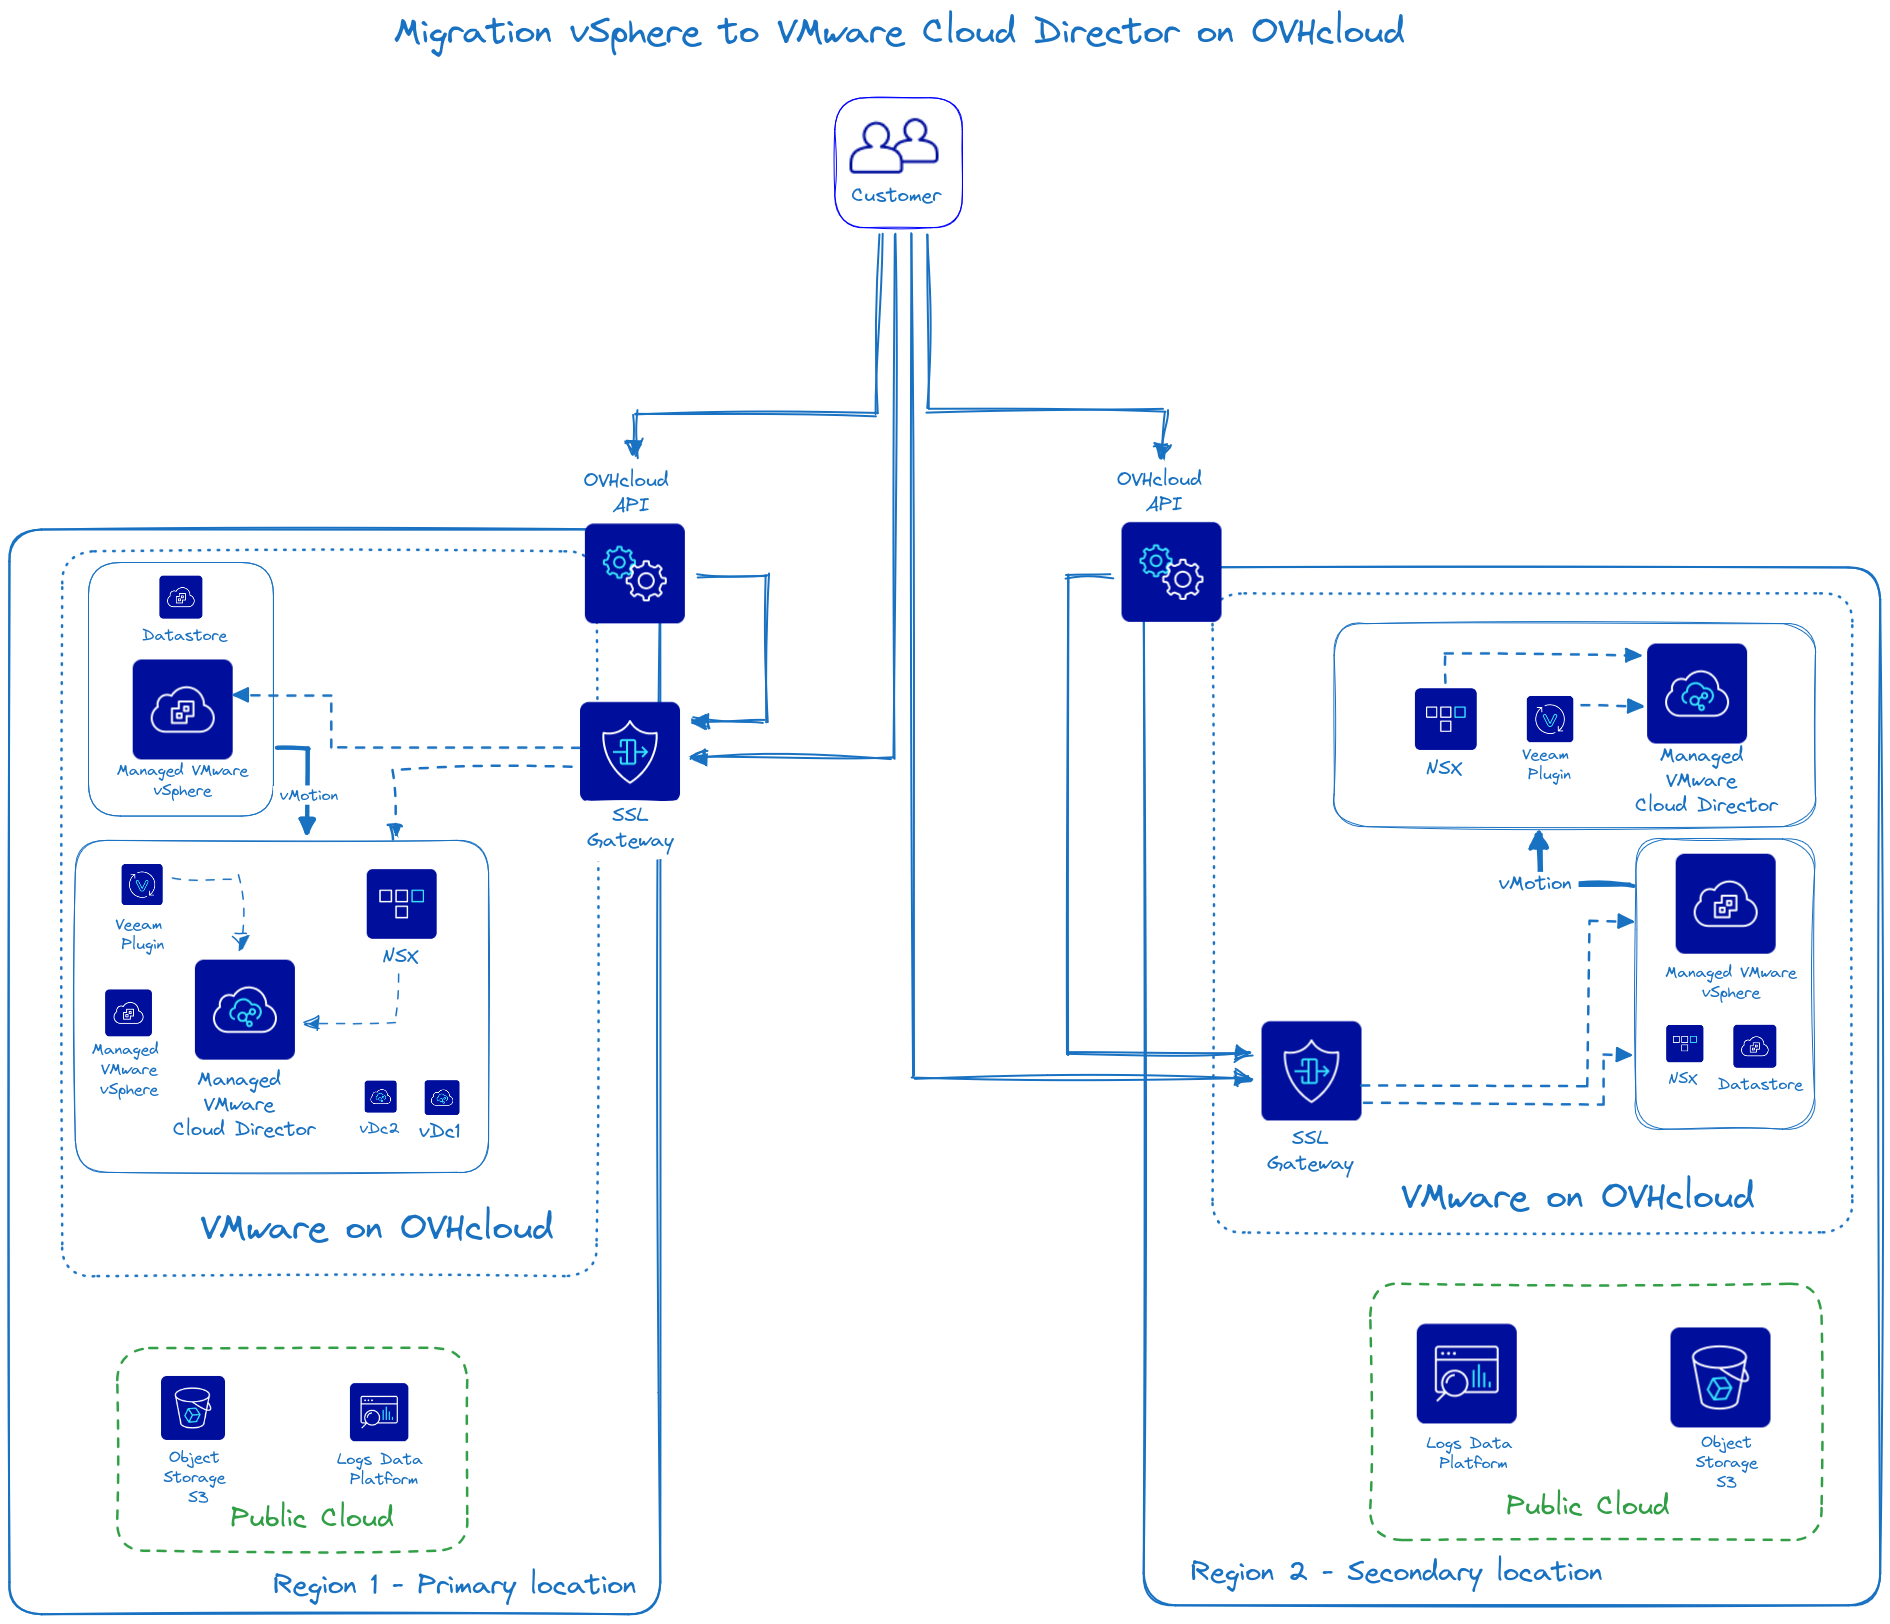 Migration vSphere to VMware Cloud Director on OVHcloud
Customer
OVHcloud
API
Datastore
Managed VMware
vSphere
vMotion
SSL
Gateway
Veeam
Plugin
NSX
Managed
VMware
vSphere
Managed
VMware
Cloud Director
vDc2
vDc1
VMware on OVHcloud
Object
Storage
S3
Logs Data
Platform
Public Cloud
Region 1 - Primary location
OVHcloud
API
NSX
Veeam
Plugin
Managed
VMware
Cloud Director
vMotion
Managed VMware
vSphere
NSX
Datastore
SSL
Gateway
VMware on OVHcloud
Logs Data
Platform
Object
Storage
S3
Public Cloud
Region 2 - Secondary location